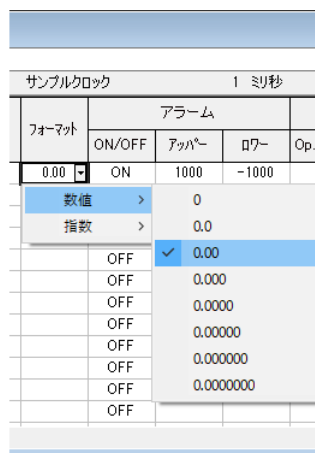 サンプルクロック 1 ミリ秒
フォーマット アラーム
ON/OFF アッパー ロワー Op.
0.00 ON 1000 -1000
数値 > 0
指数 > 0.0
OFF ✓ 0.00
OFF 0.000
OFF 0.0000
OFF 0.00000
OFF 0.000000
OFF 0.0000000
OFF
OFF